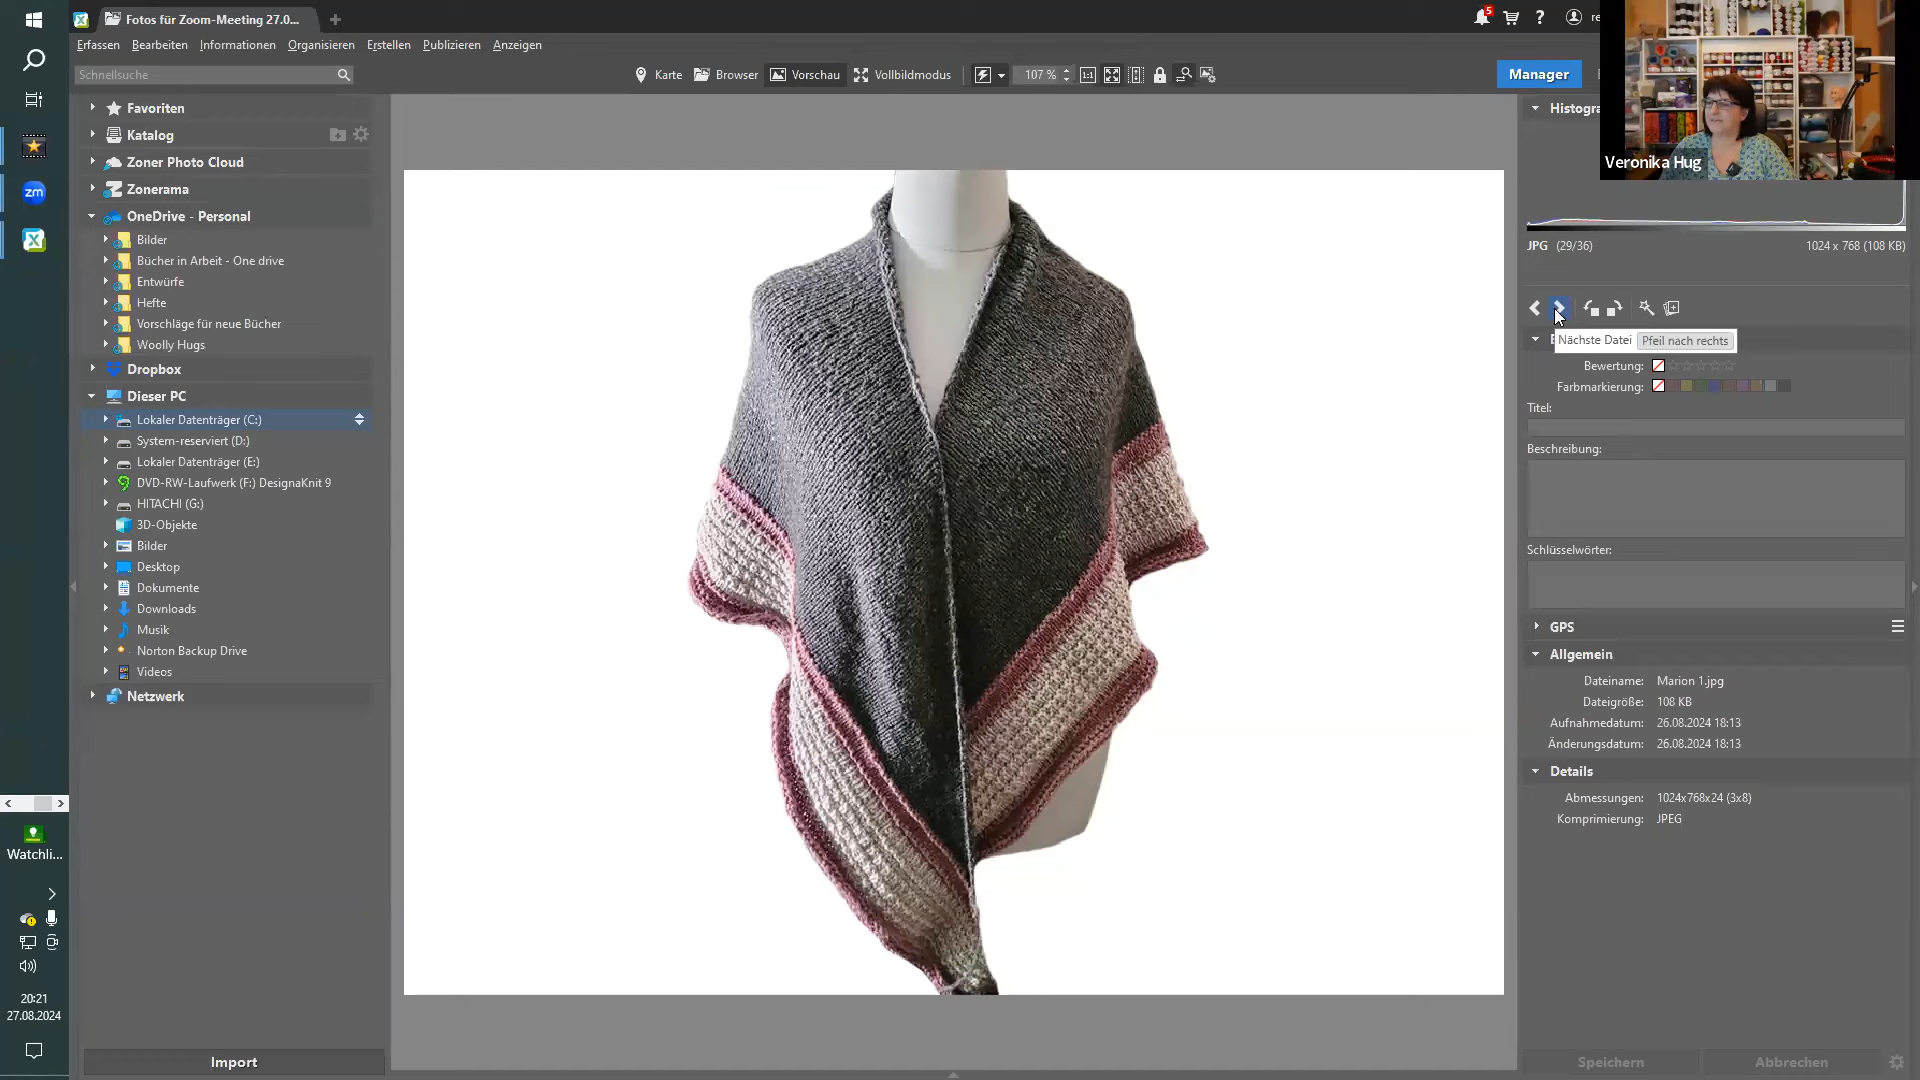 Fotos für Zoom-Meeting 27.0...
5
re
Erfassen Bearbeiten Informationen Organisieren Erstellen Publizieren Anzeigen
Schnellsuche
Karte Browser Vorschau Vollbildmodus 107 % 1:1
Manager
Favoriten
Katalog
Zoner Photo Cloud
Zonerama
OneDrive - Personal
Bilder
Bücher in Arbeit - One drive
Entwürfe
Hefte
Vorschläge für neue Bücher
Woolly Hugs
Dropbox
Dieser PC
Lokaler Datenträger (C:)
System-reserviert (D:)
Lokaler Datenträger (E:)
DVD-RW-Laufwerk (F:) DesignaKnit 9
HITACHI (G:)
3D-Objekte
Bilder
Desktop
Dokumente
Downloads
Musik
Norton Backup Drive
Videos
Netzwerk
Import
zm
Watchli...
20:21
27.08.2024
Histogra
Veronika Hug
JPG (29/36) 1024 x 768 (108 KB)
Nächste Datei Pfeil nach rechts
Bewertung:
Farbmarkierung:
Titel:
Beschreibung:
Schlüsselwörter:
GPS
Allgemein
Dateiname: Marion 1.jpg
Dateigröße: 108 KB
Aufnahmedatum: 26.08.2024 18:13
Änderungsdatum: 26.08.2024 18:13
Details
Abmessungen: 1024x768x24 (3x8)
Komprimierung: JPEG
Speichern Abbrechen